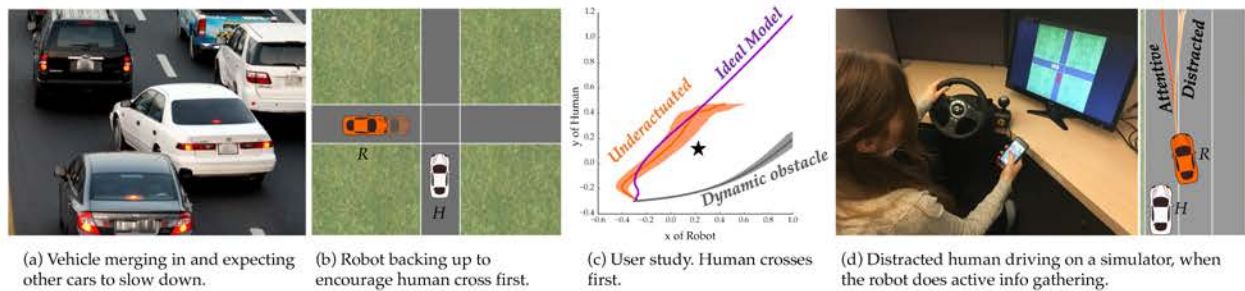 R
H
Underactuated
Ideal Model
Dynamic obstacle
y of Human
1.2
1.0
0.8
0.6
0.4
0.2
0.0
-0.2
-0.4
-0.6 -0.4 -0.2 0.0 0.2 0.4 0.6 0.8 1.0
x of Robot
Attentive
Distracted
R
H
(a) Vehicle merging in and expecting
other cars to slow down.
(b) Robot backing up to
encourage human cross first.
(c) User study. Human crosses
first.
(d) Distracted human driving on a simulator, when
the robot does active info gathering.